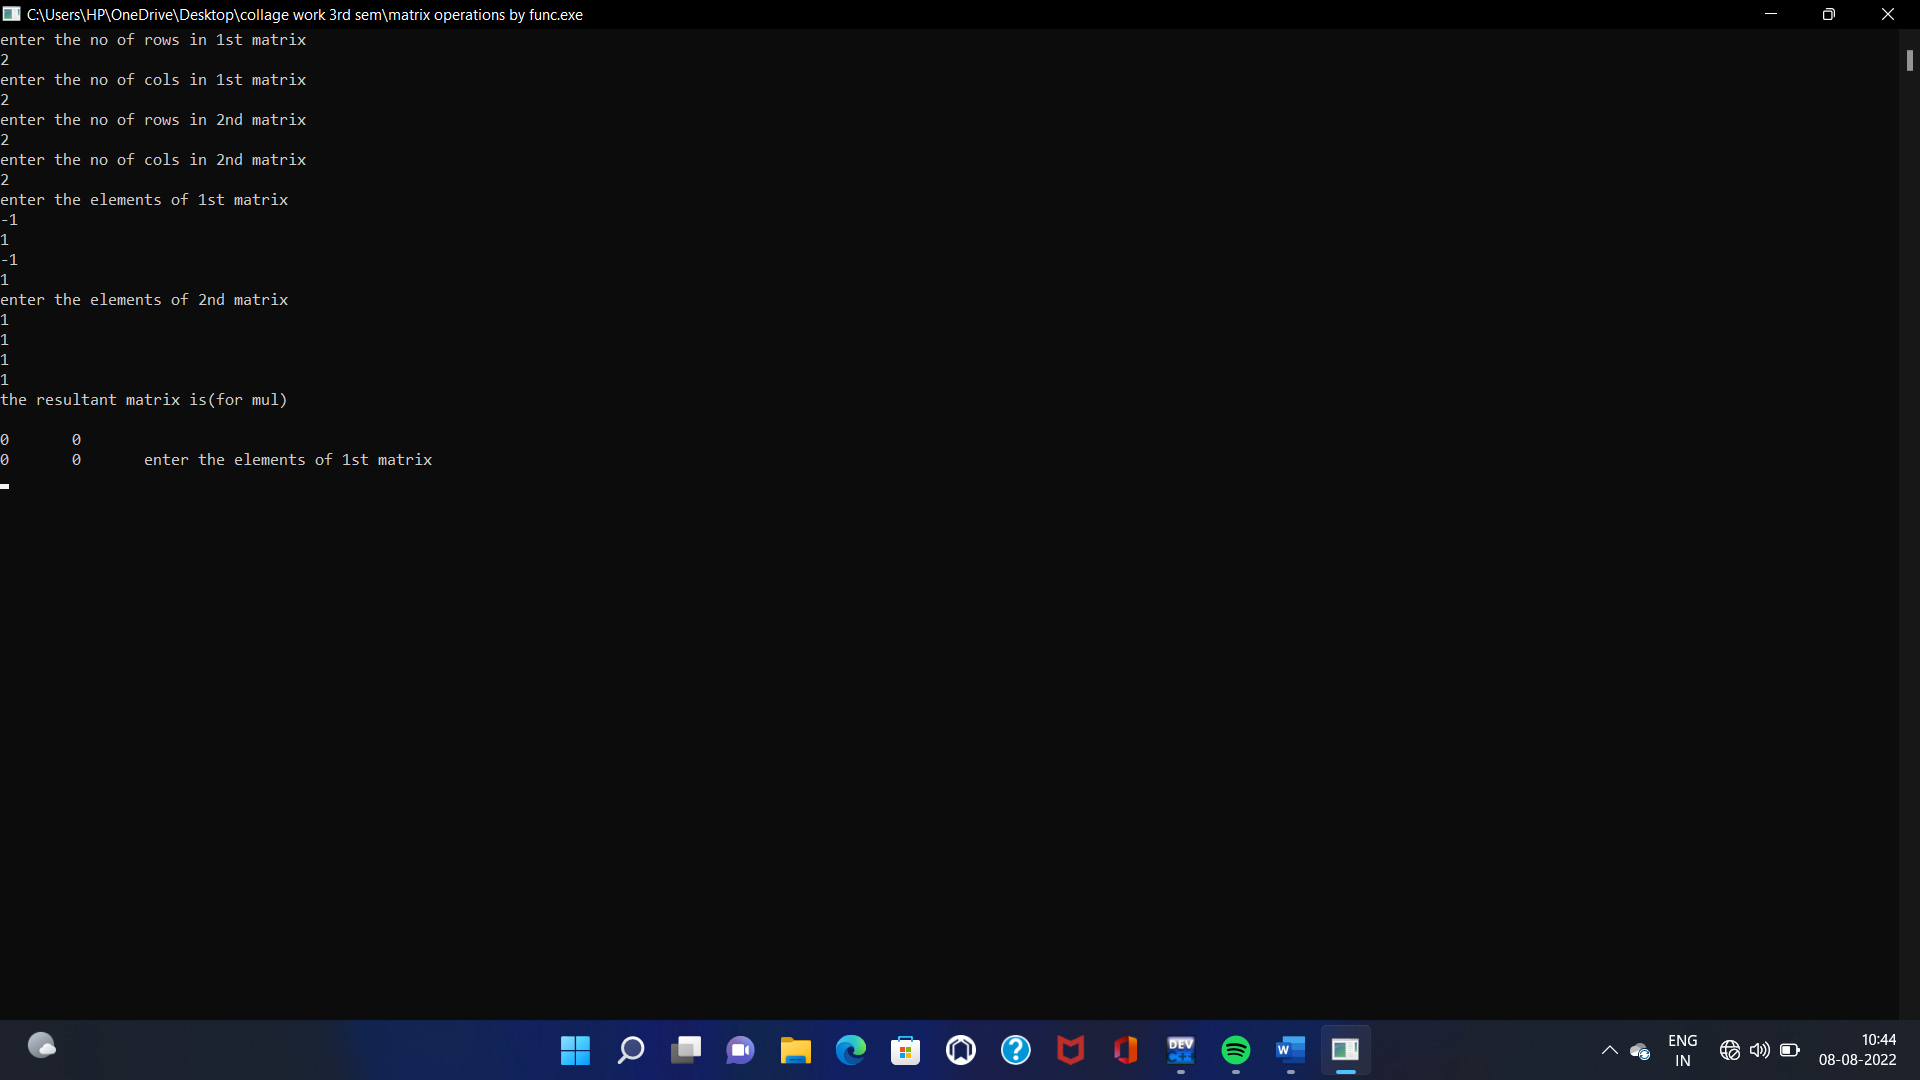 C:\Users\HP\OneDrive\Desktop\collage work 3rd sem\matrix operations by func.exe
enter the no of rows in 1st matrix
2
enter the no of cols in 1st matrix
2
enter the no of rows in 2nd matrix
2
enter the no of cols in 2nd matrix
2
enter the elements of 1st matrix
-1
1
-1
1
enter the elements of 2nd matrix
1
1
1
1
the resultant matrix is(for mul)
0 0
0 0 enter the elements of 1st matrix
DEV
C++
W
ENG
IN
10:44
08-08-2022